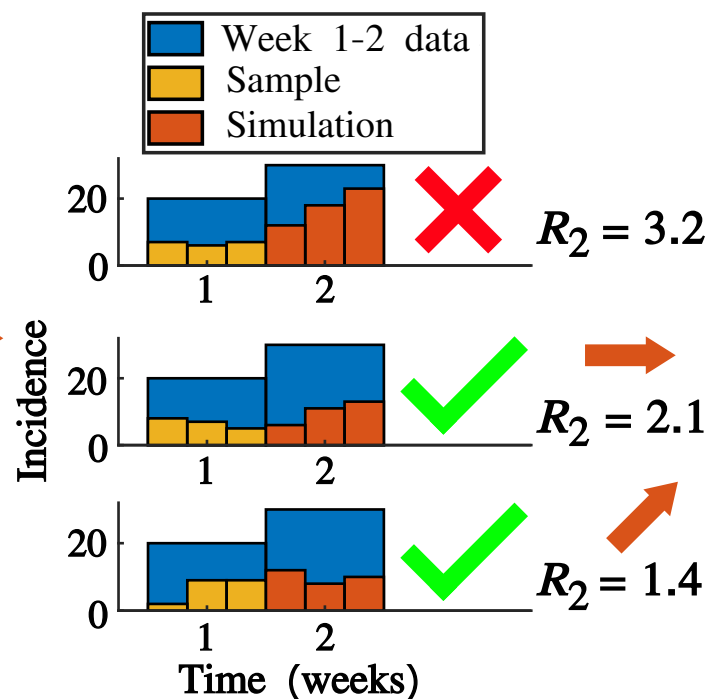 Week 1-2 data
Sample
Simulation
20
0
1 2
R2 = 3.2
20
0
1 2
R2 = 2.1
20
0
1 2
R2 = 1.4
Incidence
Time (weeks)